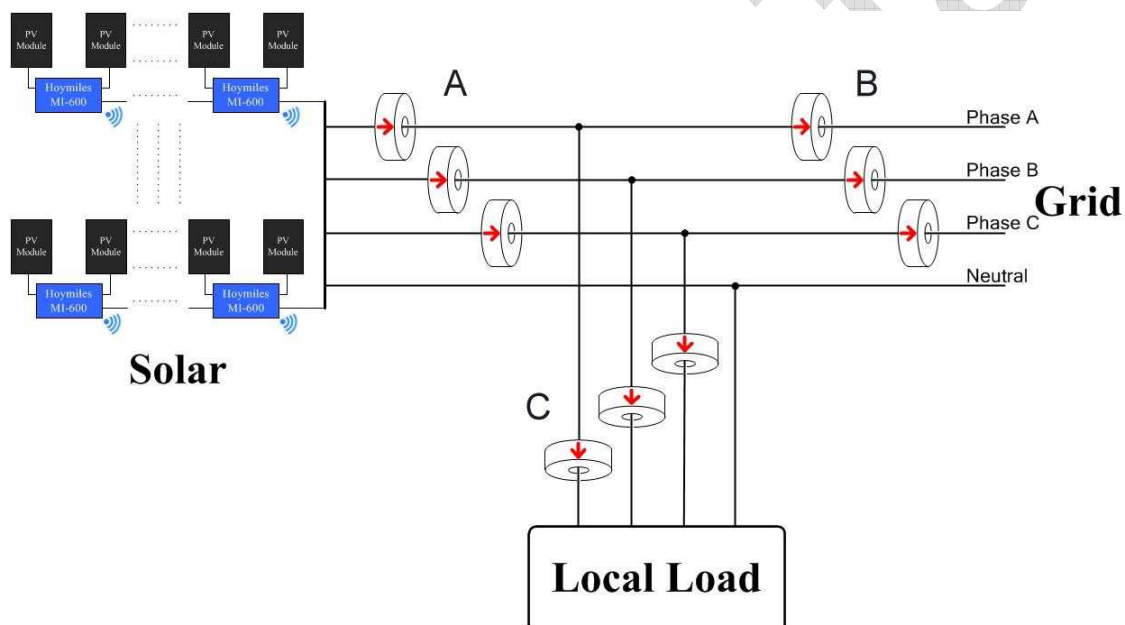 PV
Module
PV
Module
PV
Module
PV
Module
Hoymiles
MI-600
Hoymiles
MI-600
A
B
Phase A
Phase B
Phase C
Neutral
Grid
PV
Module
PV
Module
PV
Module
PV
Module
Hoymiles
MI-600
Hoymiles
MI-600
Solar
C
Local Load